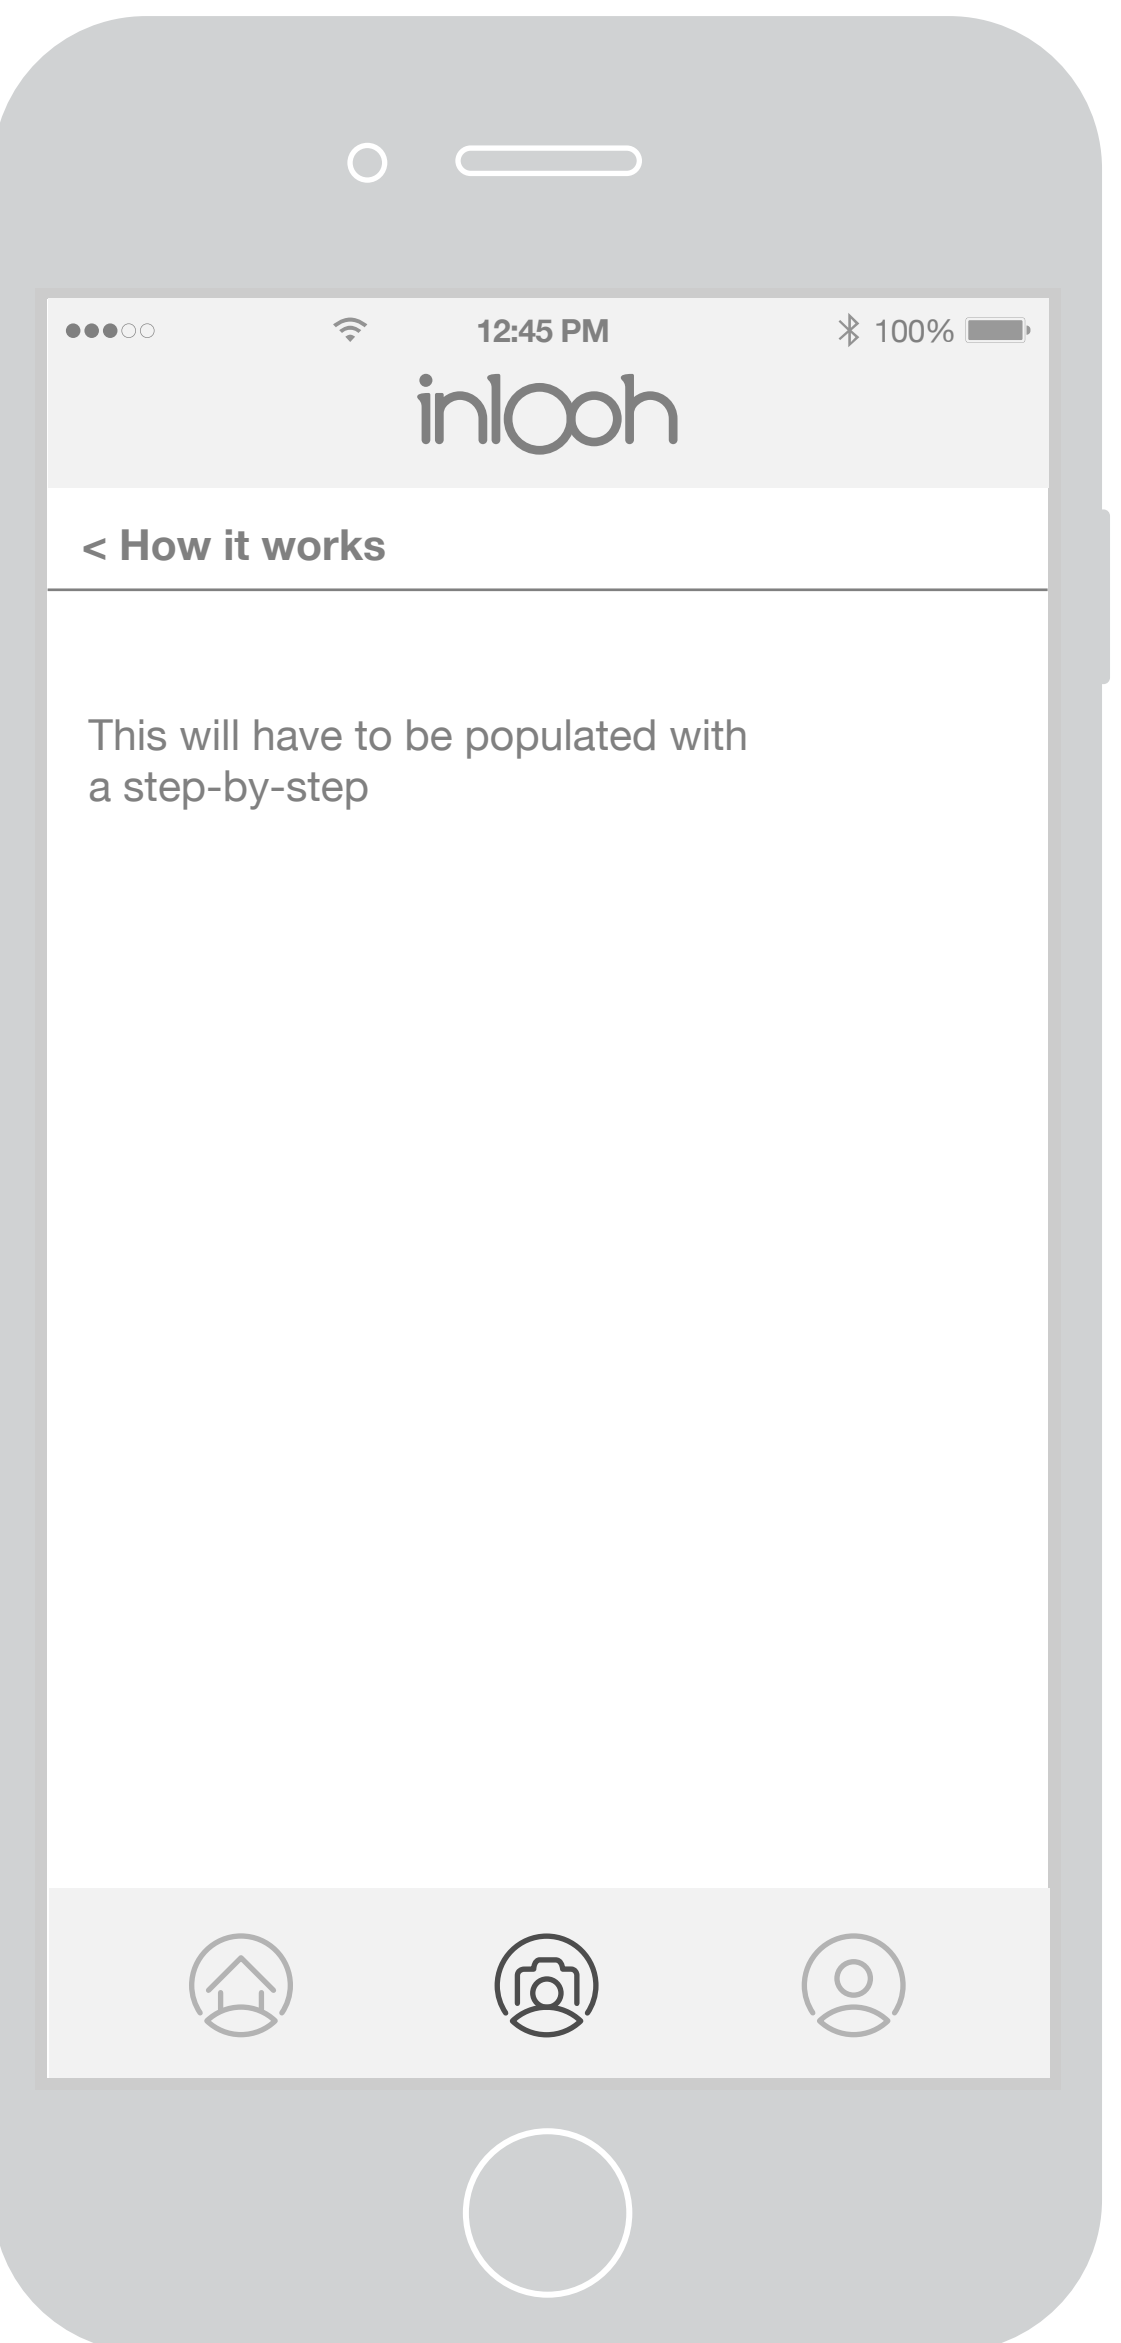 12:45 PM
100%
inlooh
< How it works
This will have to be populated with
a step-by-step